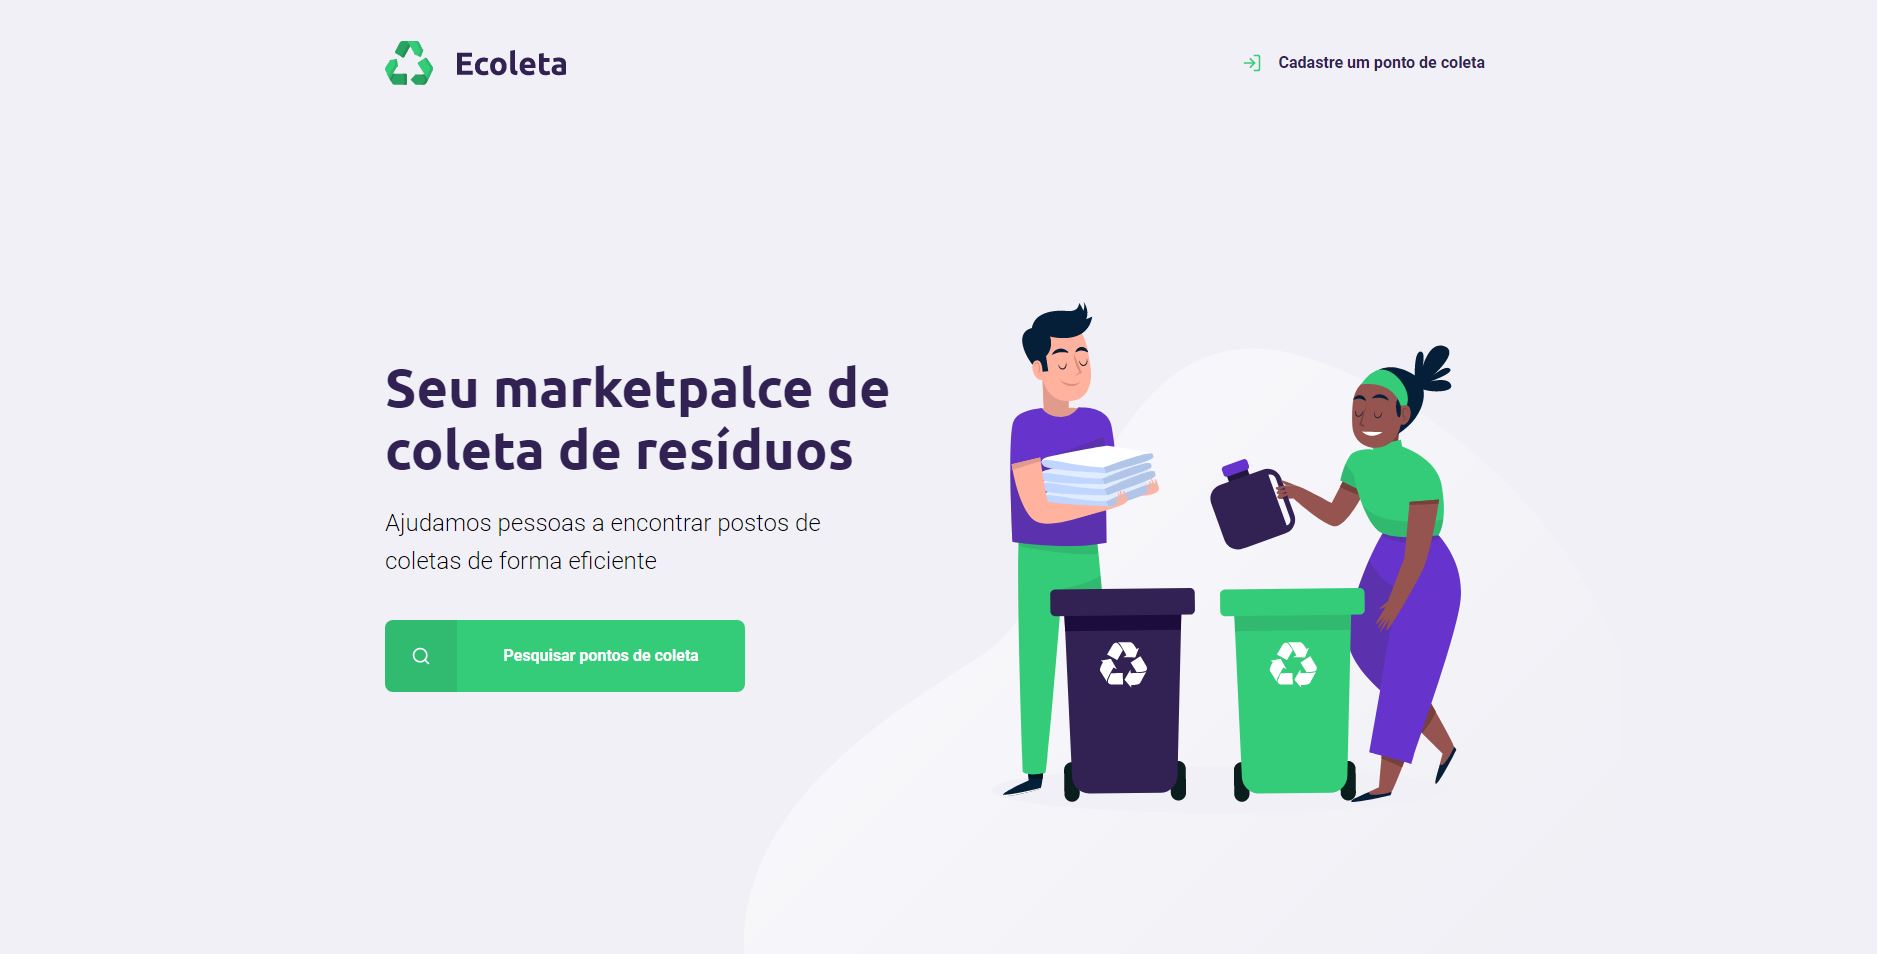 Ecoleta
Cadastre um ponto de coleta
Seu marketpalce de
coleta de resíduos
Ajudamos pessoas a encontrar postos de
coletas de forma eficiente
Pesquisar pontos de coleta